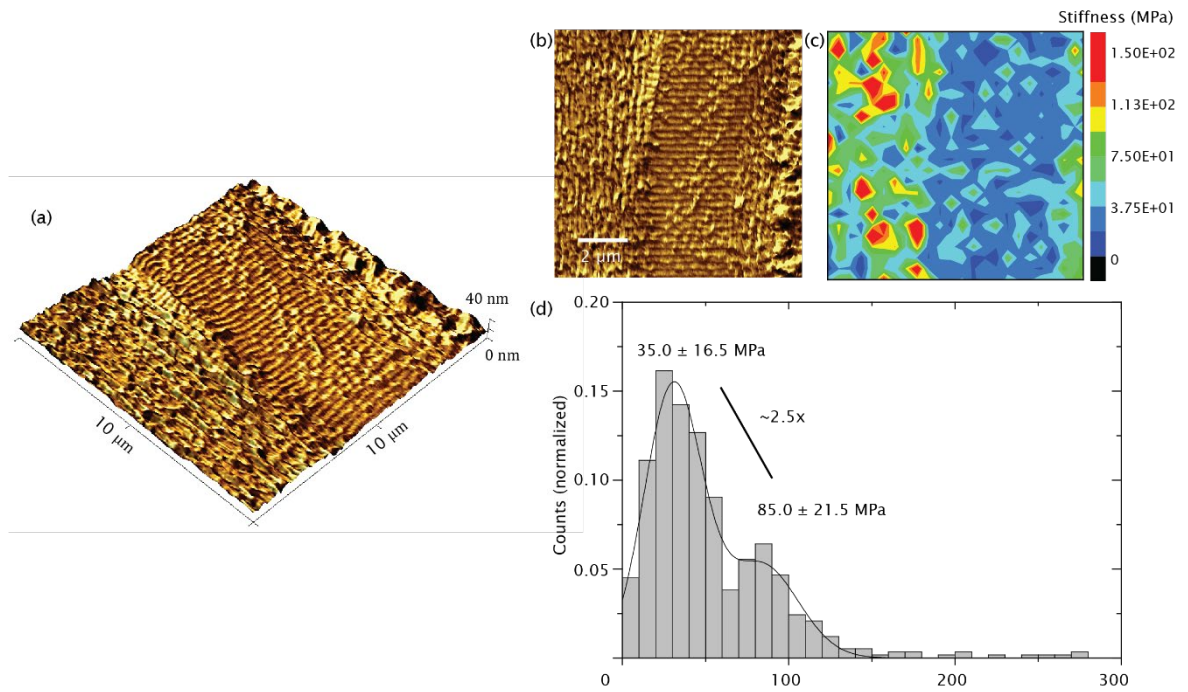 Stiffness (MPa)
(b)
(c)
1.50E+02
1.13E+02
7.50E+01
3.75E+01
0
2 μm
(a)
40 nm
0 nm
10 μm
10 μm
(d)
0.20
0.15
0.10
0.05
Counts (normalized)
35.0 ± 16.5 MPa
~2.5x
85.0 ± 21.5 MPa
0
100
200
300